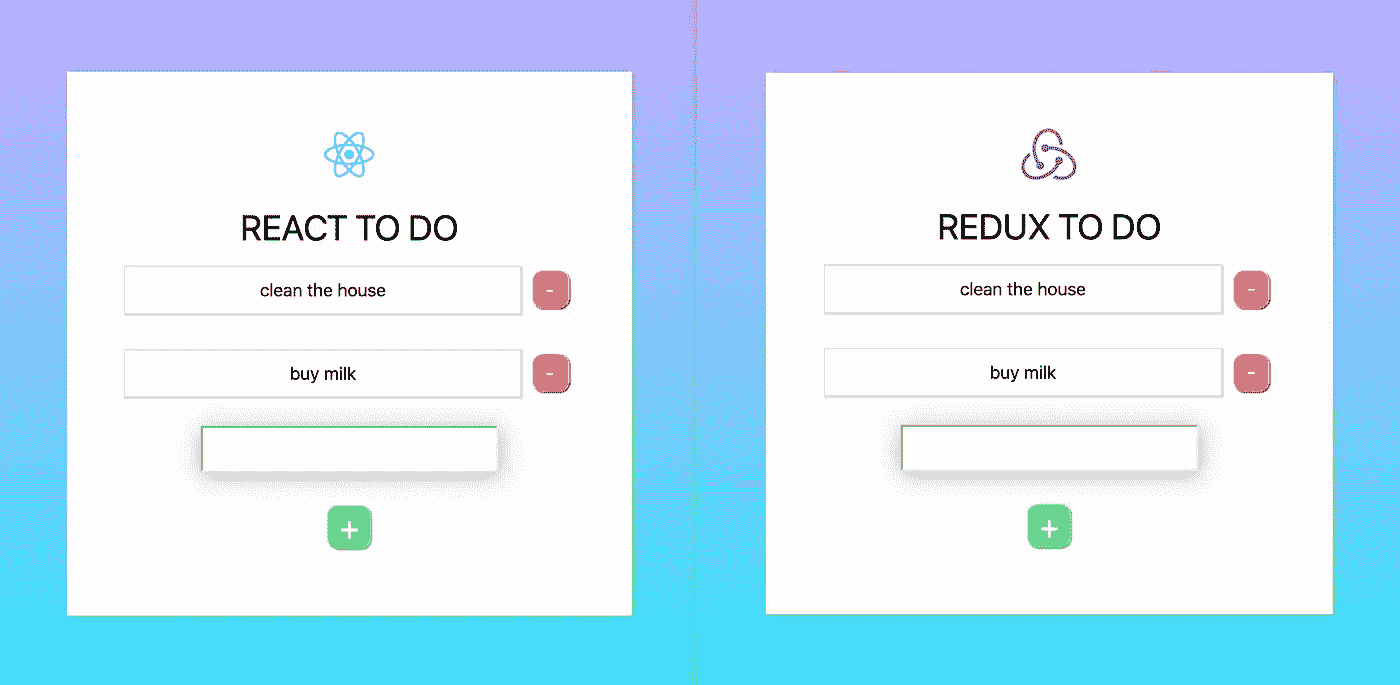 REACT TO DO
clean the house
-
buy milk
-
+
REDUX TO DO
clean the house
-
buy milk
-
+